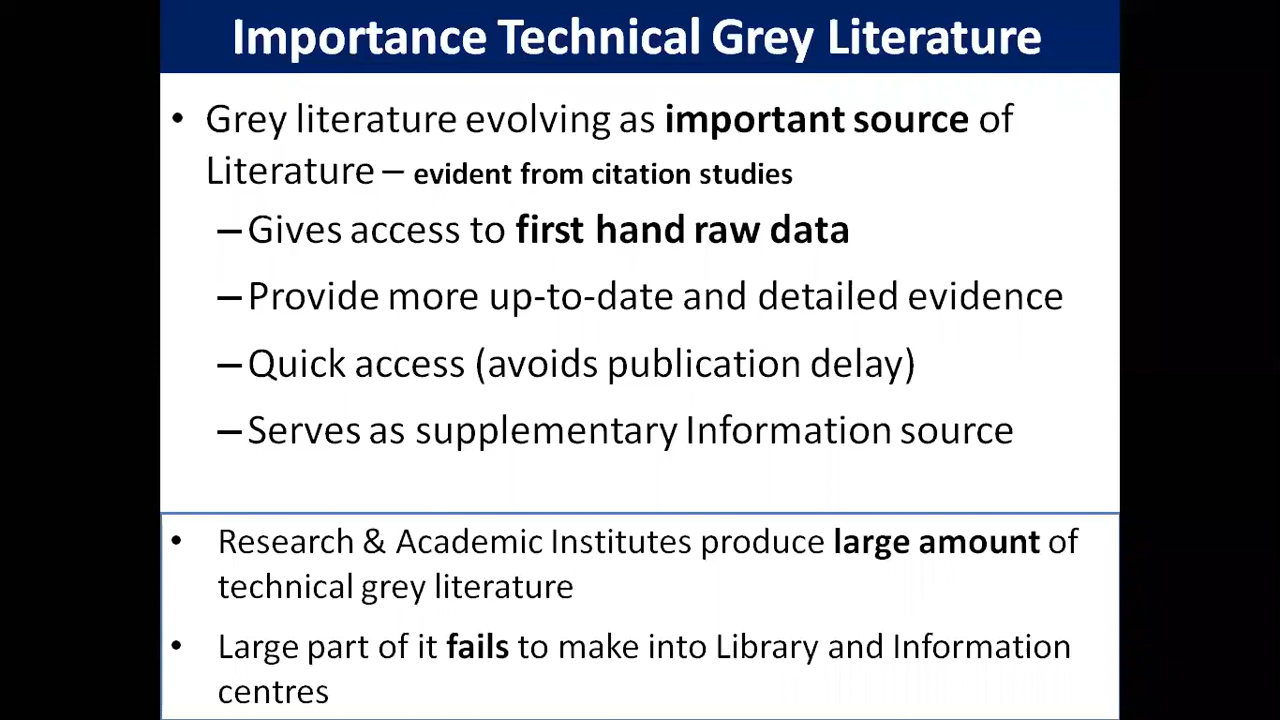 Importance Technical Grey Literature
• Grey literature evolving as important source of
Literature – evident from citation studies
–Gives access to first hand raw data
–Provide more up-to-date and detailed evidence
–Quick access (avoids publication delay)
–Serves as supplementary Information source
• Research & Academic Institutes produce large amount of
technical grey literature
• Large part of it fails to make into Library and Information
centres